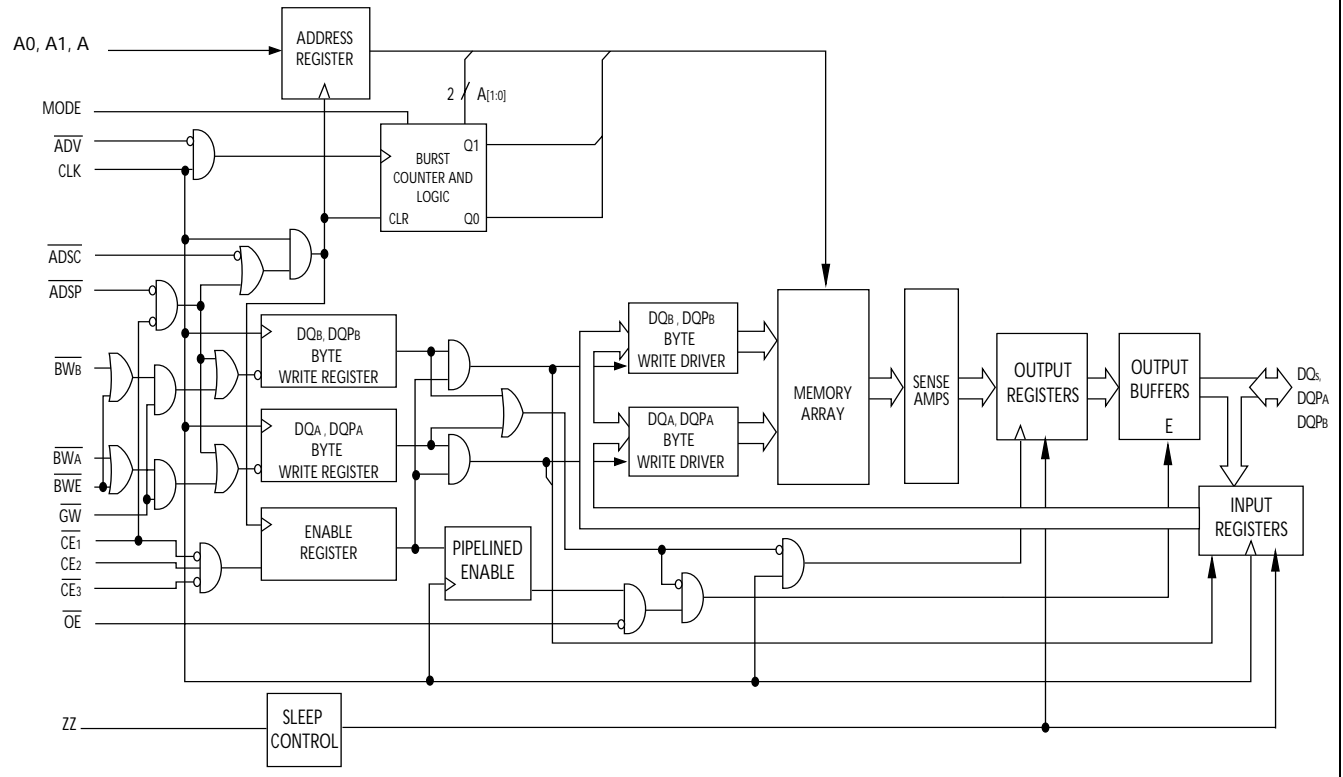 A0, A1, A
ADDRESS
REGISTER
MODE
2
A[1:0]
ADV
CLK
BURST
COUNTER AND
LOGIC
Q1
CLR
Q0
ADSC
ADSP
BWB
BWA
BWE
GW
CE1
CE2
CE3
OE
ZZ
DQB, DQPB
BYTE
WRITE REGISTER
DQA, DQPA
BYTE
WRITE REGISTER
ENABLE
REGISTER
PIPELINED
ENABLE
SLEEP
CONTROL
DQB, DQPB
BYTE
WRITE DRIVER
DQA, DQPA
BYTE
WRITE DRIVER
MEMORY
ARRAY
SENSE
AMPS
OUTPUT
REGISTERS
OUTPUT
BUFFERS
E
DQs,
DQPA
DQPB
INPUT
REGISTERS